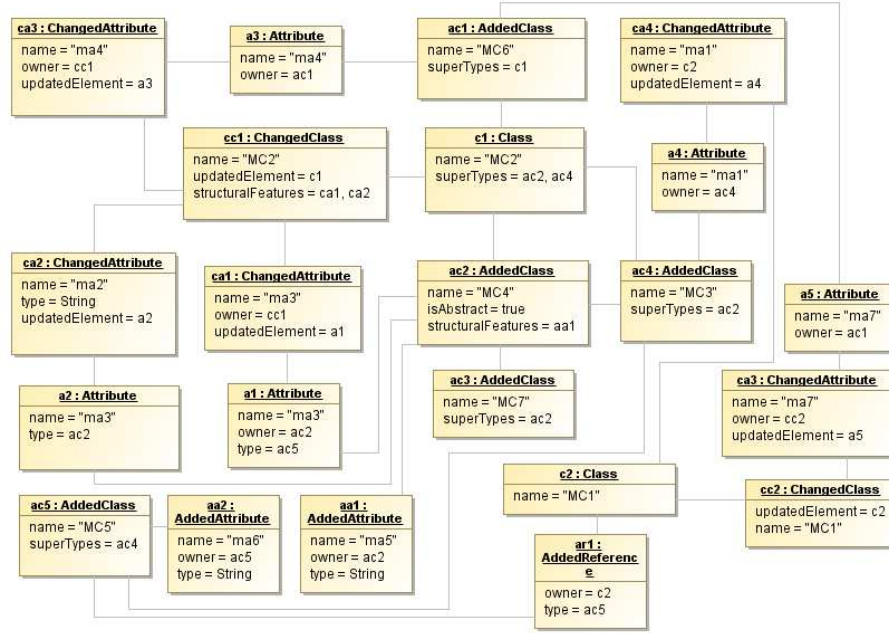 ca3 : ChangedAttribute
name = "ma4"
owner = cc1
updatedElement = a3
a3 : Attribute
name = "ma4"
owner = ac1
ac1 : AddedClass
name = "MC6"
superTypes = c1
ca4 : ChangedAttribute
name = "ma1"
owner = c2
updatedElement = a4
cc1 : ChangedClass
name = "MC2"
updatedElement = c1
structuralFeatures = ca1, ca2
c1 : Class
name = "MC2"
superTypes = ac2, ac4
a4 : Attribute
name = "ma1"
owner = ac4
ca2 : ChangedAttribute
name = "ma2"
type = String
updatedElement = a2
ca1 : ChangedAttribute
name = "ma3"
owner = cc1
updatedElement = a1
ac2 : AddedClass
name = "MC4"
isAbstract = true
structuralFeatures = aa1
ac4 : AddedClass
name = "MC3"
superTypes = ac2
a5 : Attribute
name = "ma7"
owner = ac1
a2 : Attribute
name = "ma3"
type = ac2
a1 : Attribute
name = "ma3"
owner = ac2
type = ac5
ac3 : AddedClass
name = "MC7"
superTypes = ac2
ca3 : ChangedAttribute
name = "ma7"
owner = cc2
updatedElement = a5
c2 : Class
name = "MC1"
cc2 : ChangedClass
updatedElement = c2
name = "MC1"
ac5 : AddedClass
name = "MC5"
superTypes = ac4
aa2 :
AddedAttribute
name = "ma6"
owner = ac5
type = String
aa1 :
AddedAttribute
name = "ma5"
owner = ac2
type = String
ar1 :
AddedReferenc
e
owner = c2
type = ac5